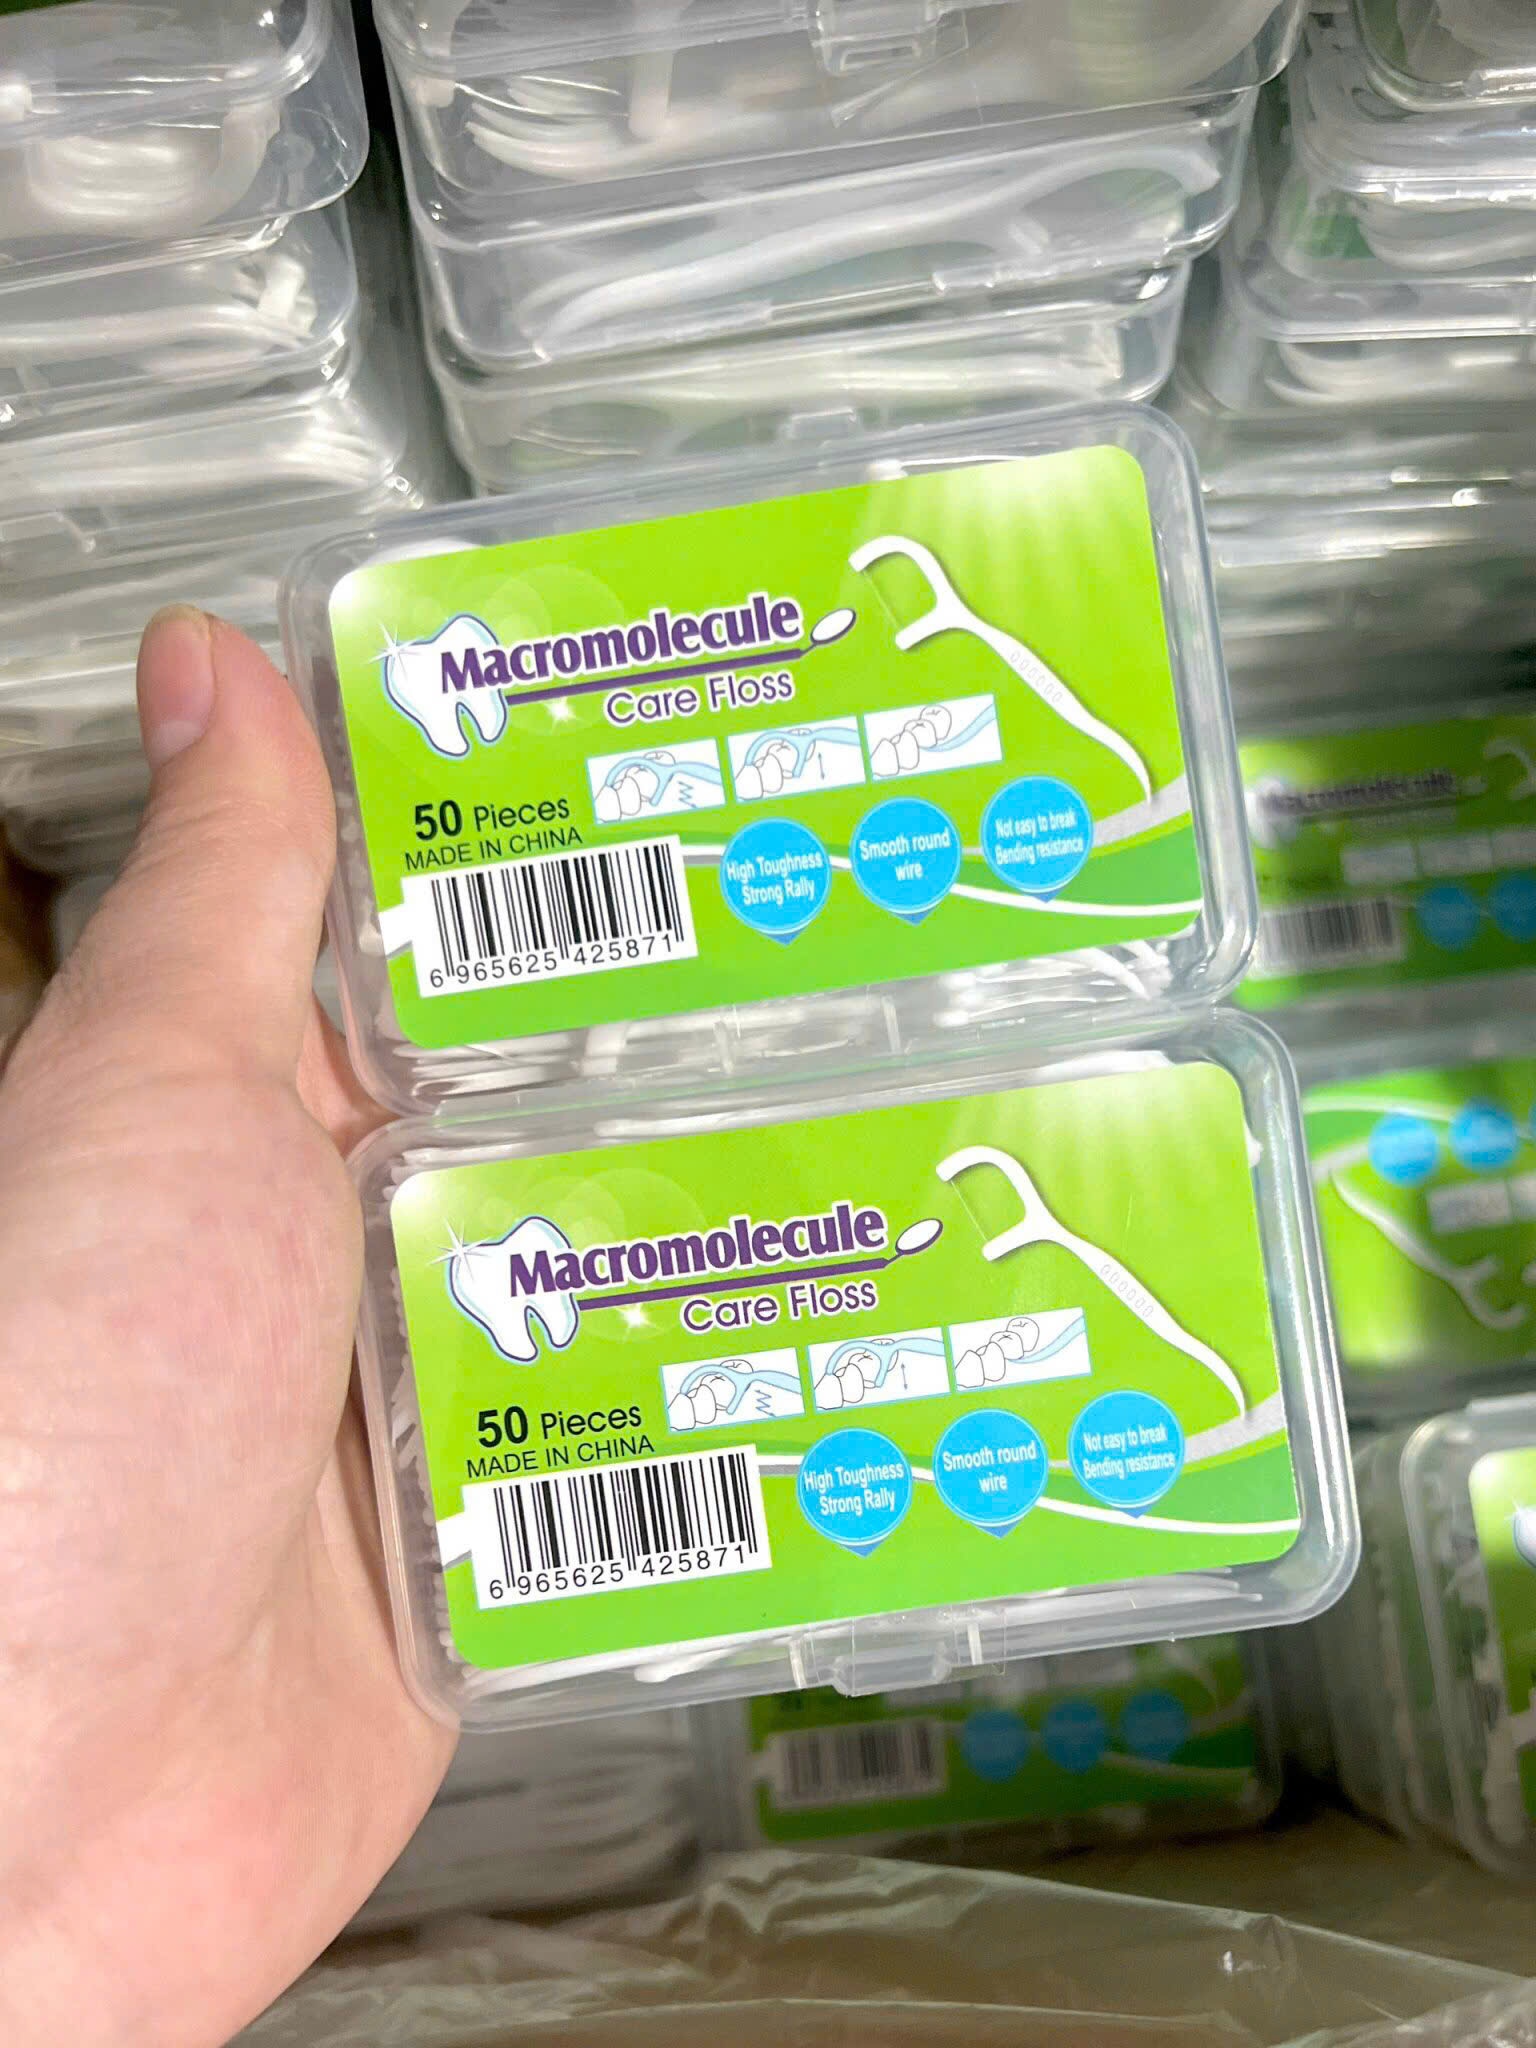 Macromolecule
Care Floss
50 Pieces
MADE IN CHINA
High Toughness
Strong Rally
Smooth round
wire
Not easy to break
Bending resistance
6 965625 425871
Macromolecule
Care Floss
50 Pieces
MADE IN CHINA
High Toughness
Strong Rally
Smooth round
wire
Not easy to break
Bending resistance
6 965625 425871
Macromolecule